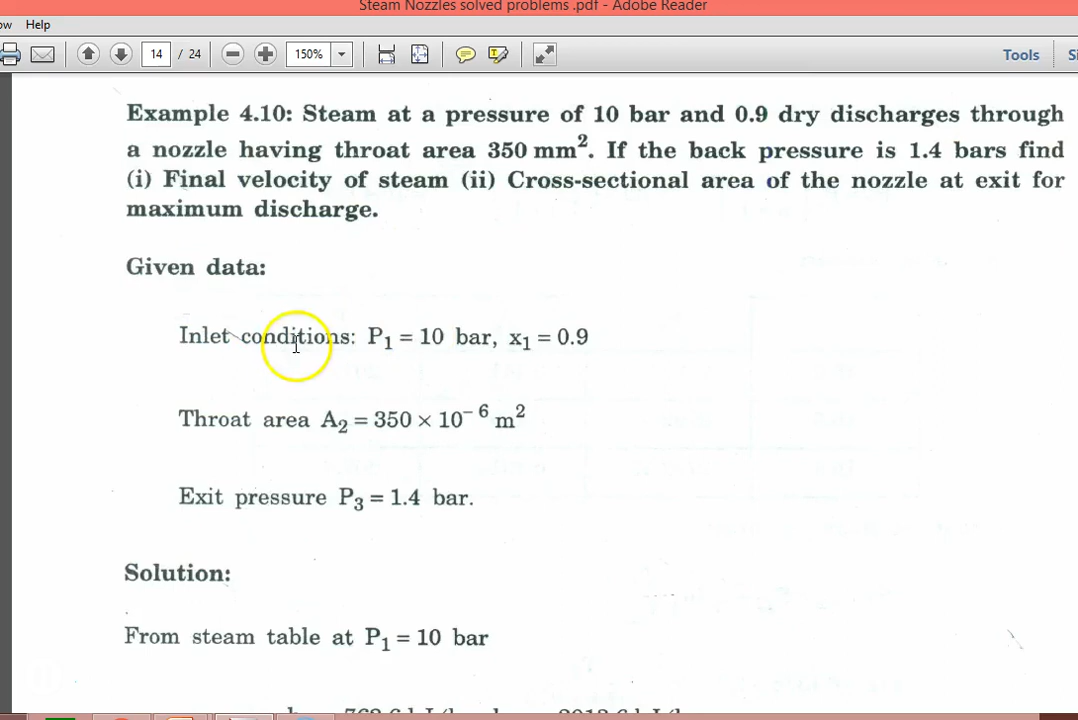 Steam Nozzles solved problems .pdf - Adobe Reader
ow Help
14 / 24 150% Tools
Example 4.10: Steam at a pressure of 10 bar and 0.9 dry discharges through
a nozzle having throat area 350 mm². If the back pressure is 1.4 bars find
(i) Final velocity of steam (ii) Cross-sectional area of the nozzle at exit for
maximum discharge.
Given data:
Inlet conditions: P₁ = 10 bar, x₁ = 0.9
Throat area A₂ = 350 × 10⁻⁶ m²
Exit pressure P₃ = 1.4 bar.
Solution:
From steam table at P₁ = 10 bar